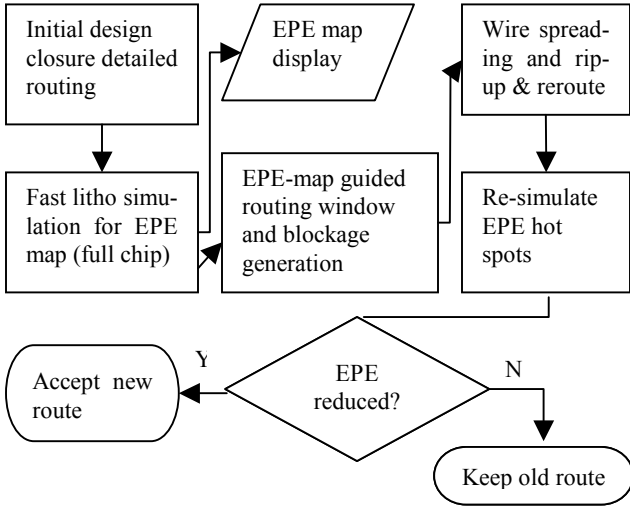 Initial design
closure detailed
routing
EPE map
display
Wire spread-
ing and rip-
up & reroute
Fast litho simu-
lation for EPE
map (full chip)
EPE-map guided
routing window
and blockage
generation
Re-simulate
EPE hot
spots
Y
Accept new
route
EPE
reduced?
N
Keep old route